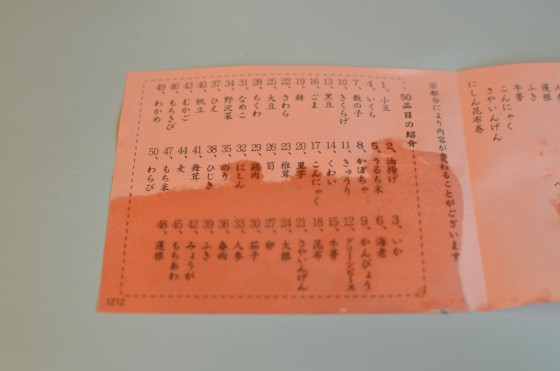 蓮根
牛蒡
こんにゃく
さやいんげん
にしん昆布巻
※都合により内容が変わることがございます
50品目の紹介
1、小豆 2、油揚げ 3、いか
4、いくら 5、うるち米 6、海老
7、数の子 8、かぼちゃ 9、かんぴょう
10、きくらげ 11、きゅうり 12、グリーンピース
13、黒豆 14、くわい 15、牛蒡
16、ごま 17、こんにゃく 18、昆布
19、鮭 20、里芋 21、さやいんげん
22、さわら 23、椎茸 24、大根
25、大豆 26、筍 27、卵
28、ちくわ 29、鶏肉 30、茄子
31、なめこ 32、にしん 33、人参
34、野沢菜 35、のり 36、春雨
37、ひえ 38、ひじき 39、ふき
40、帆立 41、舞茸 42、みょうが
43、むかご 44、麦 45、もちあわ
46、もちきび 47、もち米 48、蓮根
49、わかめ 50、わらび
1212